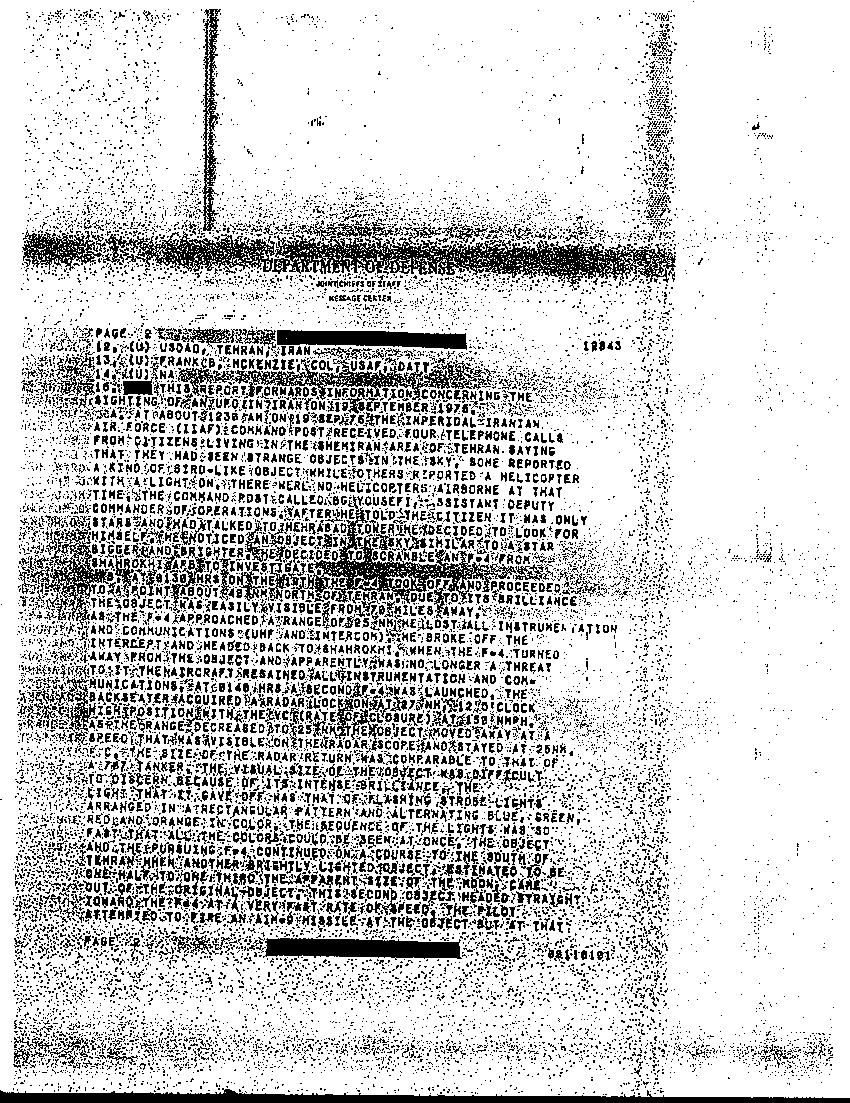 DEPARTMENT OF DEFENSE
JOINT CHIEFS OF STAFF
MESSAGE CENTER
PAGE 2 12843
12. (U) USDAO, TEHRAN, IRAN
13. (U) FRANK B. MCKENZIE, COL, USAF, DATT
14. (U) NA
THIS REPORT FORWARDS INFORMATION CONCERNING THE
SIGHTING OF AN UFO IN IRAN ON 19 SEPTEMBER 1976.
A. AT ABOUT 1230 AM ON 19 SEP 76 THE IMPERIAL IRANIAN
AIR FORCE (IIAF) COMMAND POST RECEIVED FOUR TELEPHONE CALLS
FROM CITIZENS LIVING IN THE SHEMIRAN AREA OF TEHRAN SAYING
THAT THEY HAD SEEN STRANGE OBJECTS IN THE SKY. SOME REPORTED
A KIND OF BIRD-LIKE OBJECT WHILE OTHERS REPORTED A HELICOPTER
WITH A LIGHT ON. THERE WERE NO HELICOPTERS AIRBORNE AT THAT
TIME. THE COMMAND POST CALLED BG YOUSEFI, ASSISTANT DEPUTY
COMMANDER OF OPERATIONS. AFTER HE TOLD THE CITIZEN IT WAS ONLY
STARS AND HAD TALKED TO MEHRABAD TOWER HE DECIDED TO LOOK FOR
HIMSELF. HE NOTICED AN OBJECT IN THE SKY SIMILAR TO A STAR
BIGGER AND BRIGHTER. HE DECIDED TO SCRAMBLE AN F-4 FROM
SHAHROKHI AFB TO INVESTIGATE.
AT 0130 HRS ON THE 19TH THE F-4 TOOK OFF AND PROCEEDED
TO A POINT ABOUT 40 NM NORTH OF TEHRAN. DUE TO ITS BRILLIANCE
THE OBJECT WAS EASILY VISIBLE FROM 70 MILES AWAY.
AS THE F-4 APPROACHED A RANGE OF 25 NM HE LOST ALL INSTRUMENTATION
AND COMMUNICATIONS (UHF AND INTERCOM). HE BROKE OFF THE
INTERCEPT AND HEADED BACK TO SHAHROKHI. WHEN THE F-4 TURNED
AWAY FROM THE OBJECT AND APPARENTLY WAS NO LONGER A THREAT
TO IT THE AIRCRAFT REGAINED ALL INSTRUMENTATION AND COM-
MUNICATIONS. AT 0140 HRS A SECOND F-4 WAS LAUNCHED. THE
BACKSEATER ACQUIRED A RADAR LOCK ON AT 27 NM, 12 O'CLOCK
HIGH POSITION WITH THE VC (RATE OF CLOSURE) AT 150 NMPH.
AS THE RANGE DECREASED TO 25 NM THE OBJECT MOVED AWAY AT A
SPEED THAT WAS VISIBLE ON THE RADAR SCOPE AND STAYED AT 25NM.
C. THE SIZE OF THE RADAR RETURN WAS COMPARABLE TO THAT OF
A 707 TANKER. THE VISUAL SIZE OF THE OBJECT WAS DIFFICULT
TO DISCERN BECAUSE OF ITS INTENSE BRILLIANCE. THE
LIGHT THAT IT GAVE OFF WAS THAT OF FLASHING STROBE LIGHTS
ARRANGED IN A RECTANGULAR PATTERN AND ALTERNATING BLUE, GREEN,
RED AND ORANGE IN COLOR. THE SEQUENCE OF THE LIGHTS WAS SO
FAST THAT ALL THE COLORS COULD BE SEEN AT ONCE. THE OBJECT
AND THE PURSUING F-4 CONTINUED ON A COURSE TO THE SOUTH OF
TEHRAN WHEN ANOTHER BRIGHTLY LIGHTED OBJECT, ESTIMATED TO BE
ONE HALF TO ONE THIRD THE APPARENT SIZE OF THE MOON, CAME
OUT OF THE ORIGINAL OBJECT. THIS SECOND OBJECT HEADED STRAIGHT
TOWARD THE F-4 AT A VERY FAST RATE OF SPEED. THE PILOT
ATTEMPTED TO FIRE AN AIM-9 MISSILE AT THE OBJECT BUT AT THAT
PAGE 2